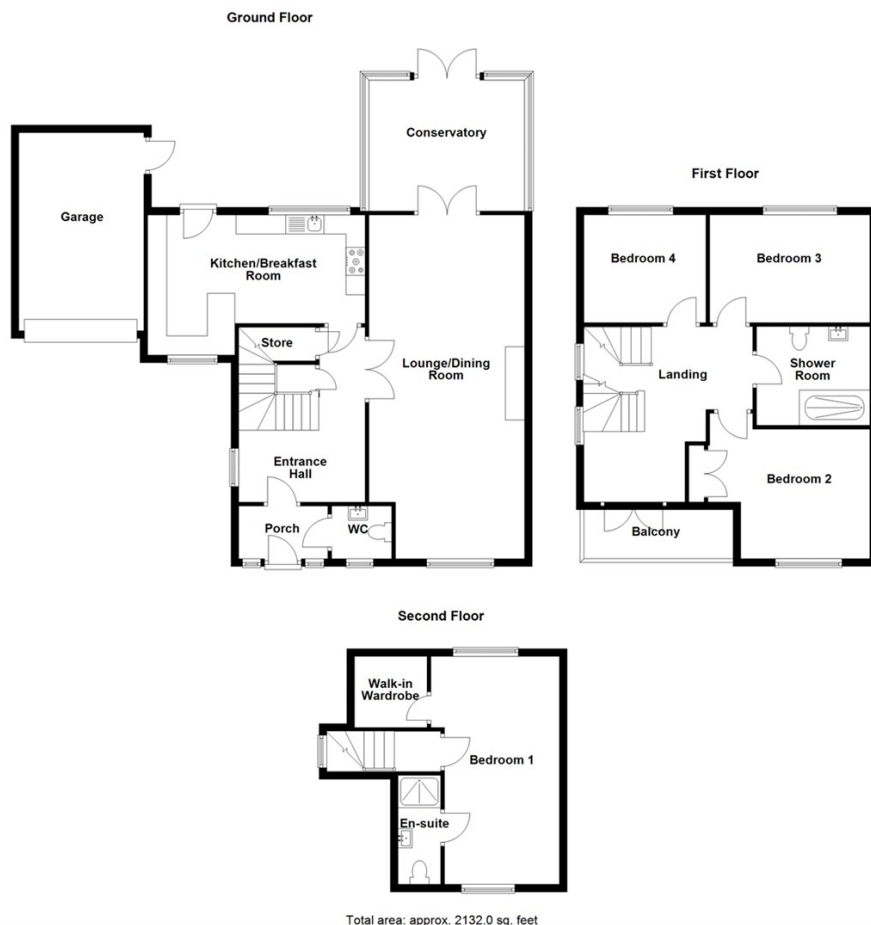 Ground Floor
Conservatory
Garage
Kitchen/Breakfast
Room
Store
Lounge/Dining
Room
Entrance
Hall
Porch
WC
First Floor
Bedroom 4
Bedroom 3
Landing
Shower
Room
Bedroom 2
Balcony
Second Floor
Walk-in
Wardrobe
Bedroom 1
En-suite
Total area: approx. 2132.0 sq. feet